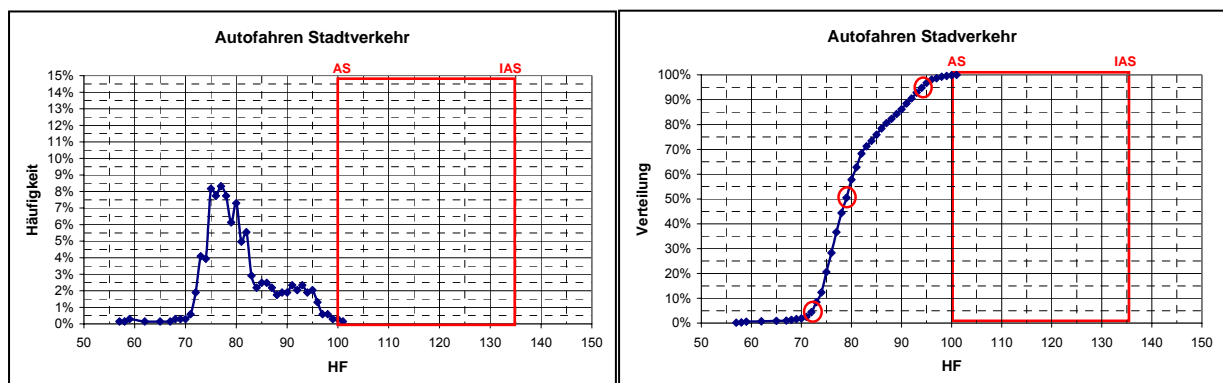 Autofahren Stadtverkehr
AS IAS
15%
14%
13%
12%
11%
10%
9%
8%
7%
6%
5%
4%
3%
2%
1%
0%
Häufigkeit
50 60 70 80 90 100 110 120 130 140 150
HF
Autofahren Stadverkehr
AS IAS
100%
90%
80%
70%
60%
50%
40%
30%
20%
10%
0%
Verteilung
50 60 70 80 90 100 110 120 130 140 150
HF